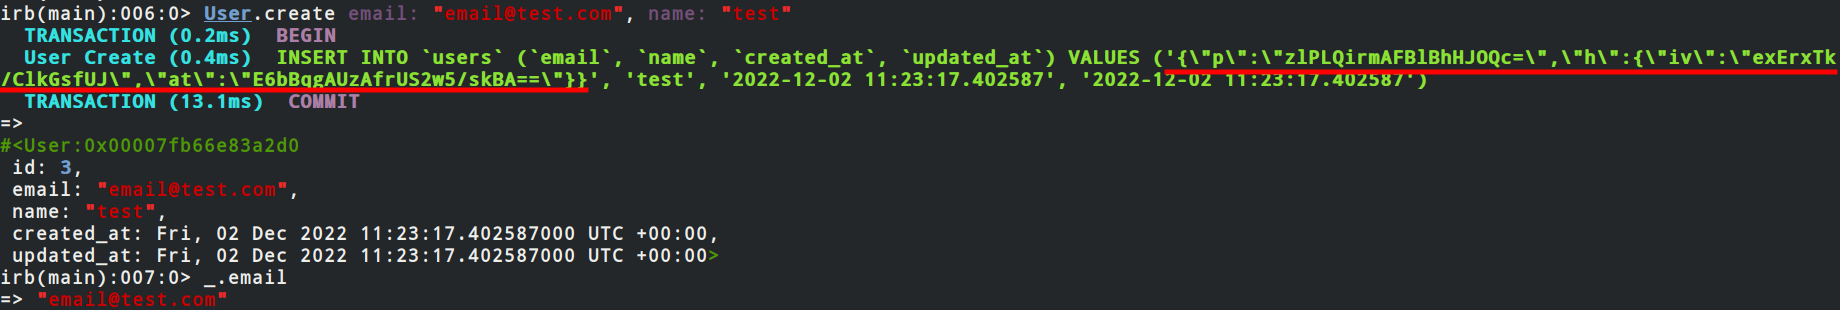 irb(main):006:0> User.create email: "email@test.com", name: "test"
  TRANSACTION (0.2ms)  BEGIN
  User Create (0.4ms)  INSERT INTO `users` (`email`, `name`, `created_at`, `updated_at`) VALUES ('{\"p\":\"zlPLQirmAFBlBhHJOQc=\",\"h\":{\"iv\":\"exErxTk
/ClkGsfUJ\",\"at\":\"E6bBqgAUzAfrUS2w5/skBA==\"}}', 'test', '2022-12-02 11:23:17.402587', '2022-12-02 11:23:17.402587')
  TRANSACTION (13.1ms)  COMMIT
=>
#<User:0x00007fb66e83a2d0
 id: 3,
 email: "email@test.com",
 name: "test",
 created_at: Fri, 02 Dec 2022 11:23:17.402587000 UTC +00:00,
 updated_at: Fri, 02 Dec 2022 11:23:17.402587000 UTC +00:00>
irb(main):007:0> _.email
=> "email@test.com"